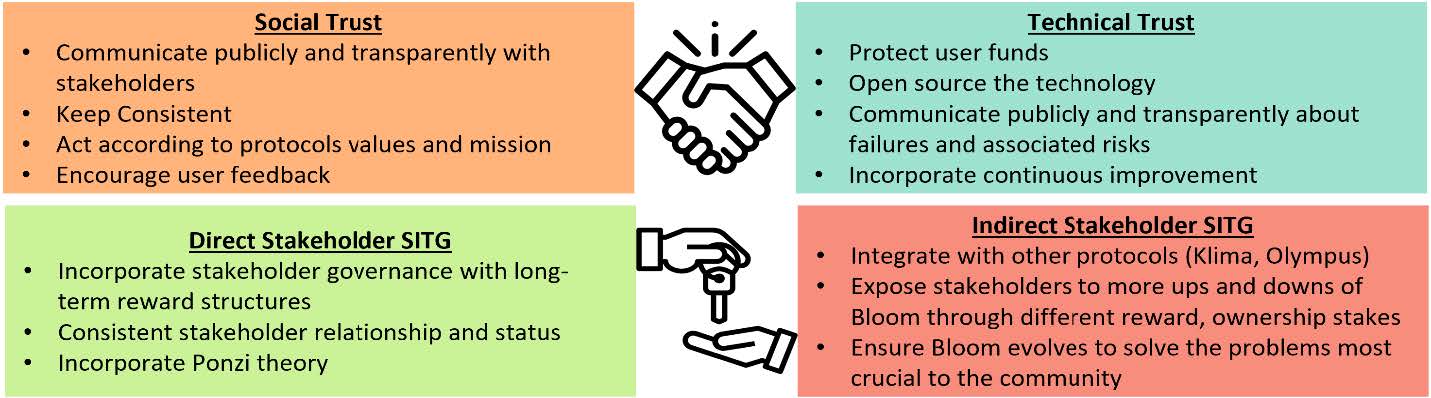 Social Trust
• Communicate publicly and transparently with
stakeholders
• Keep Consistent
• Act according to protocols values and mission
• Encourage user feedback
Technical Trust
• Protect user funds
• Open source the technology
• Communicate publicly and transparently about
failures and associated risks
• Incorporate continuous improvement
Direct Stakeholder SITG
• Incorporate stakeholder governance with long-
term reward structures
• Consistent stakeholder relationship and status
• Incorporate Ponzi theory
Indirect Stakeholder SITG
• Integrate with other protocols (Klima, Olympus)
• Expose stakeholders to more ups and downs of
Bloom through different reward, ownership stakes
• Ensure Bloom evolves to solve the problems most
crucial to the community